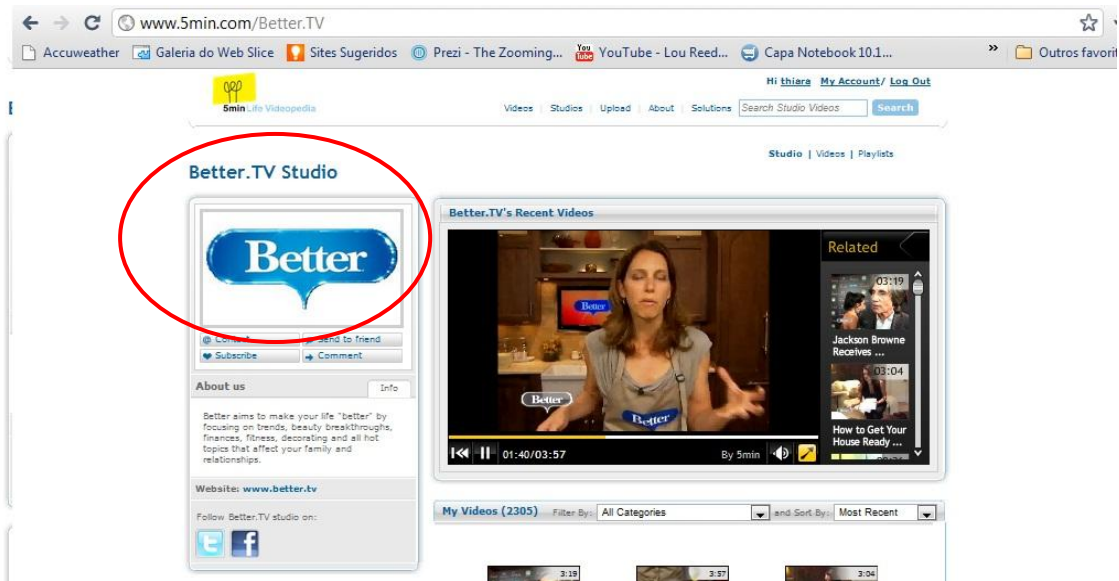 www.5min.com/Better.TV
Accuweather Galeria do Web Slice Sites Sugeridos Prezi - The Zooming... YouTube - Lou Reed... Capa Notebook 10.1... » Outros favorit
Hi thiara My Account/ Log Out
5min Life Videopedia
Videos | Studios | Upload | About | Solutions Search Studio Videos Search
Studio | Videos | Playlists
Better.TV Studio
Better
@ Contact Send to friend
Subscribe Comment
About us Info
Better aims to make your life "better" by
focusing on trends, beauty breakthroughs,
finances, fitness, decorating and all hot
topics that affect your family and
relationships.
Website: www.better.tv
Follow Better.TV studio on:
Better.TV's Recent Videos
Better
Better
Better
01:40/03:57 By 5min
Related
03:19
Jackson Browne
Receives ...
03:04
How to Get Your
House Ready ...
My Videos (2305) Filter By: All Categories and Sort By: Most Recent
3:19 3:57 3:04